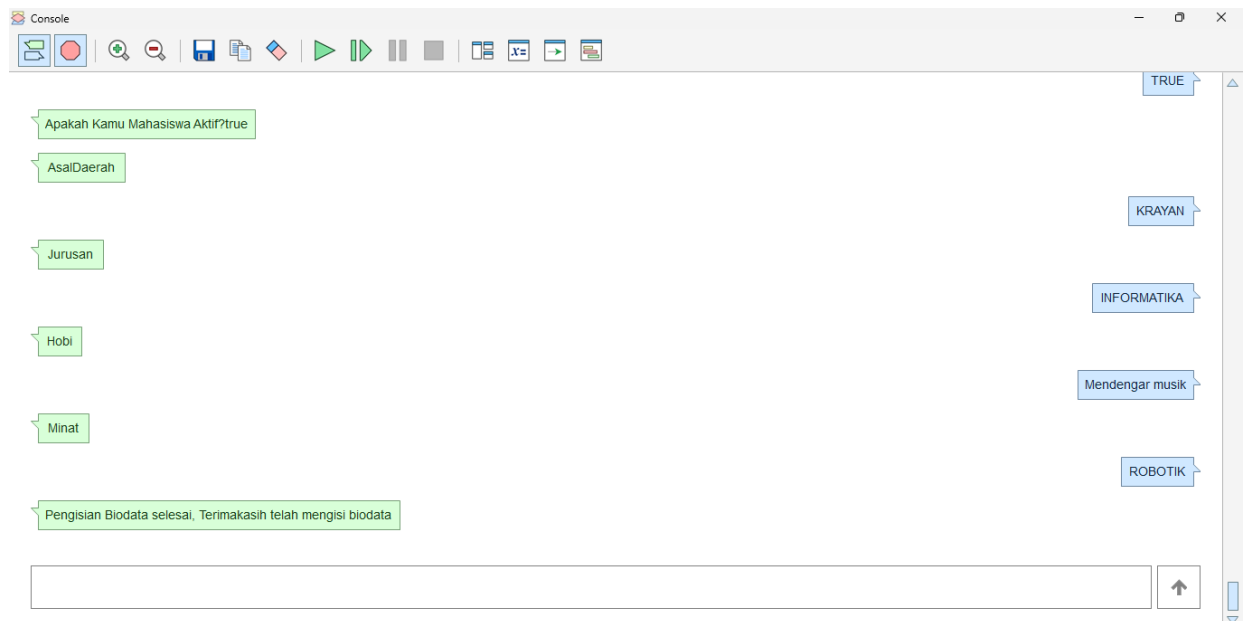 Console
x=
TRUE
Apakah Kamu Mahasiswa Aktif?true
AsalDaerah
KRAYAN
Jurusan
INFORMATIKA
Hobi
Mendengar musik
Minat
ROBOTIK
Pengisian Biodata selesai, Terimakasih telah mengisi biodata